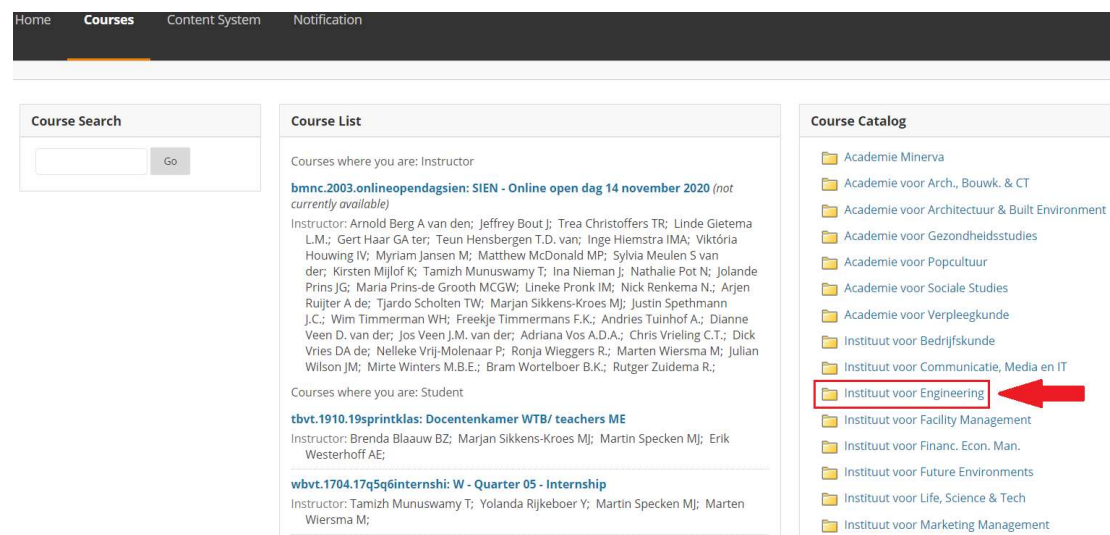 Home Courses Content System Notification
Course Search
Go
Course List
Courses where you are: Instructor
bmnc.2003.onlineopendagsien: SIEN - Online open dag 14 november 2020 (not
currently available)
Instructor: Arnold Berg A van den; Jeffrey Bout J; Trea Christoffers TR; Linde Gietema
L.M.; Gert Haar GA ter; Teun Hensbergen T.D. van; Inge Hiemstra IMA; Viktória
Houwing IV; Myriam Jansen M; Matthew McDonald MP; Sylvia Meulen S van
der; Kirsten Mijlof K; Tamizh Munuswamy T; Ina Nieman J; Nathalie Pot N; Jolande
Prins JG; Maria Prins-de Grooth MCGW; Lineke Pronk IM; Nick Renkema N.; Arjen
Ruijter A de; Tjardo Scholten TW; Marjan Sikkens-Kroes MJ; Justin Spethmann
J.C.; Wim Timmerman WH; Freekje Timmermans F.K.; Andries Tuinhof A.; Dianne
Veen D. van der; Jos Veen J.M. van der; Adriana Vos A.D.A.; Chris Vrieling C.T.; Dick
Vries DA de; Nelleke Vrij-Molenaar P; Ronja Wieggers R.; Marten Wiersma M; Julian
Wilson JM; Mirte Winters M.B.E.; Bram Wortelboer B.K.; Rutger Zuidema R.;
Courses where you are: Student
tbvt.1910.19sprintklas: Docentenkamer WTB/ teachers ME
Instructor: Brenda Blaauw BZ; Marjan Sikkens-Kroes MJ; Martin Specken MJ; Erik
Westerhoff AE;
wbvt.1704.17q5q6internshi: W - Quarter 05 - Internship
Instructor: Tamizh Munuswamy T; Yolanda Rijkeboer Y; Martin Specken MJ; Marten
Wiersma M;
Course Catalog
Academie Minerva
Academie voor Arch., Bouwk. & CT
Academie voor Architectuur & Built Environment
Academie voor Gezondheidsstudies
Academie voor Popcultuur
Academie voor Sociale Studies
Academie voor Verpleegkunde
Instituut voor Bedrijfskunde
Instituut voor Communicatie, Media en IT
Instituut voor Engineering
Instituut voor Facility Management
Instituut voor Financ. Econ. Man.
Instituut voor Future Environments
Instituut voor Life, Science & Tech
Instituut voor Marketing Management